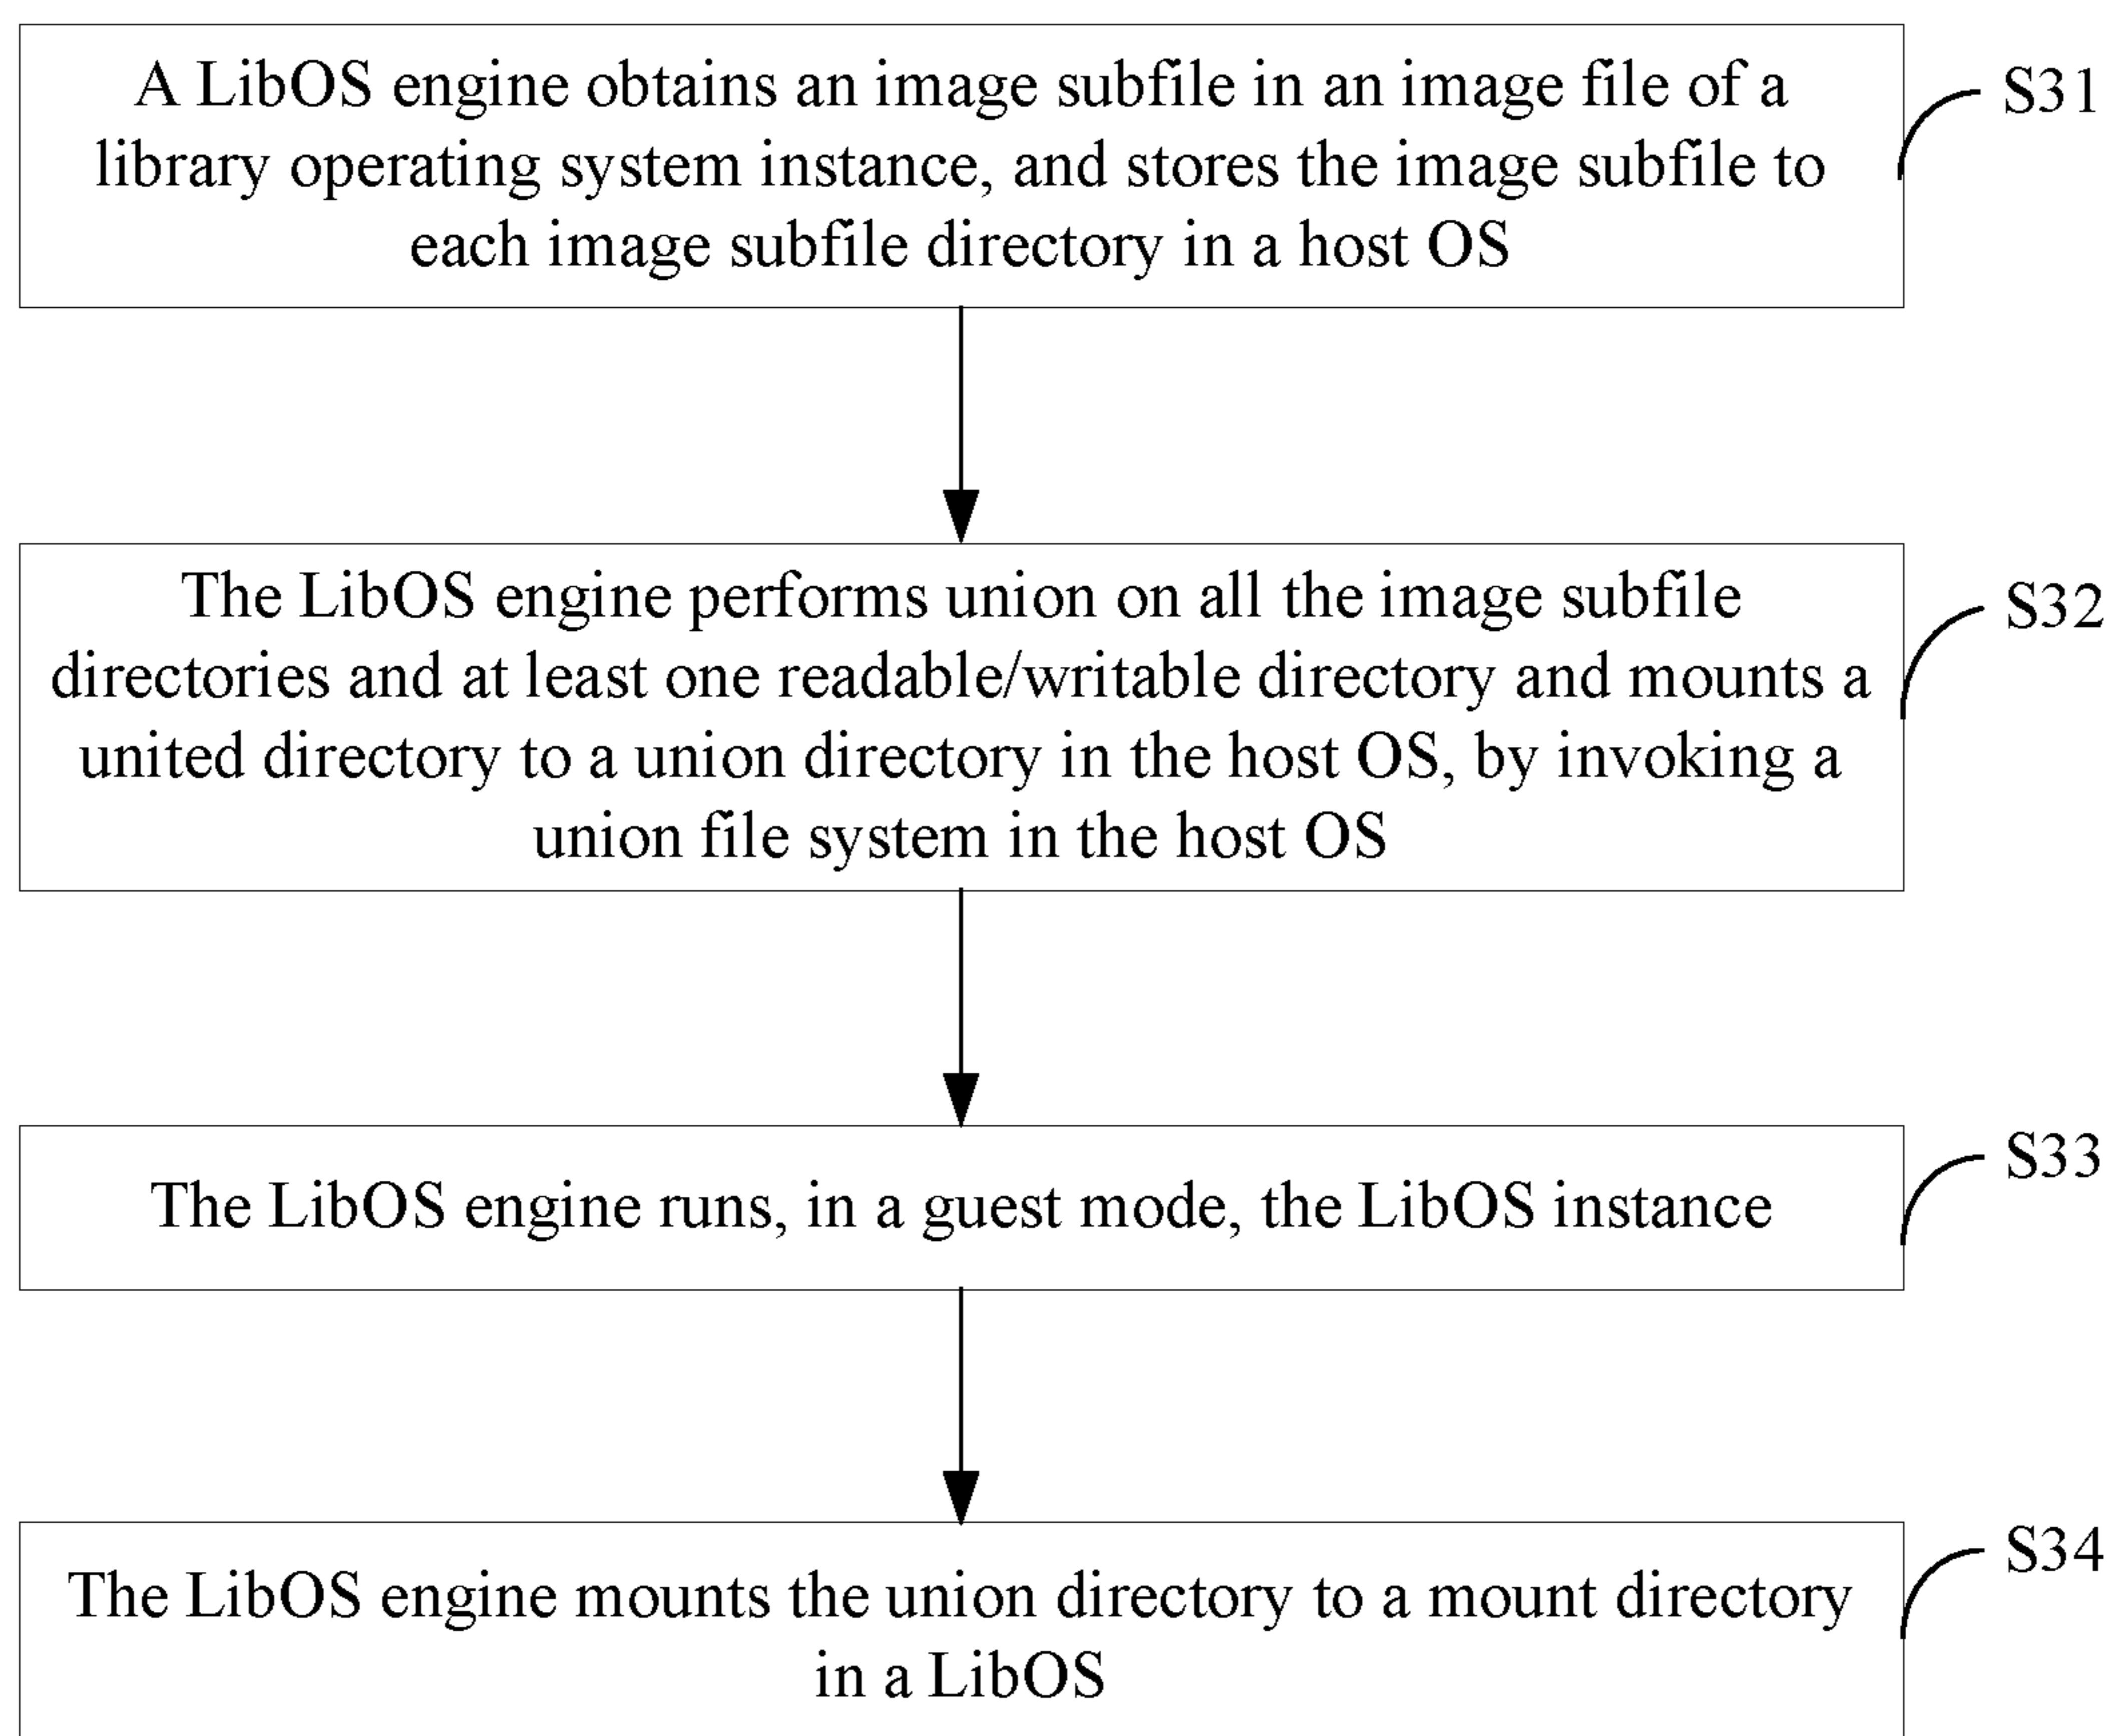 A LibOS engine obtains an image subfile in an image file of a
library operating system instance, and stores the image subfile to
each image subfile directory in a host OS
S31
The LibOS engine performs union on all the image subfile
directories and at least one readable/writable directory and mounts a
united directory to a union directory in the host OS, by invoking a
union file system in the host OS
S32
The LibOS engine runs, in a guest mode, the LibOS instance
S33
The LibOS engine mounts the union directory to a mount directory
in a LibOS
S34